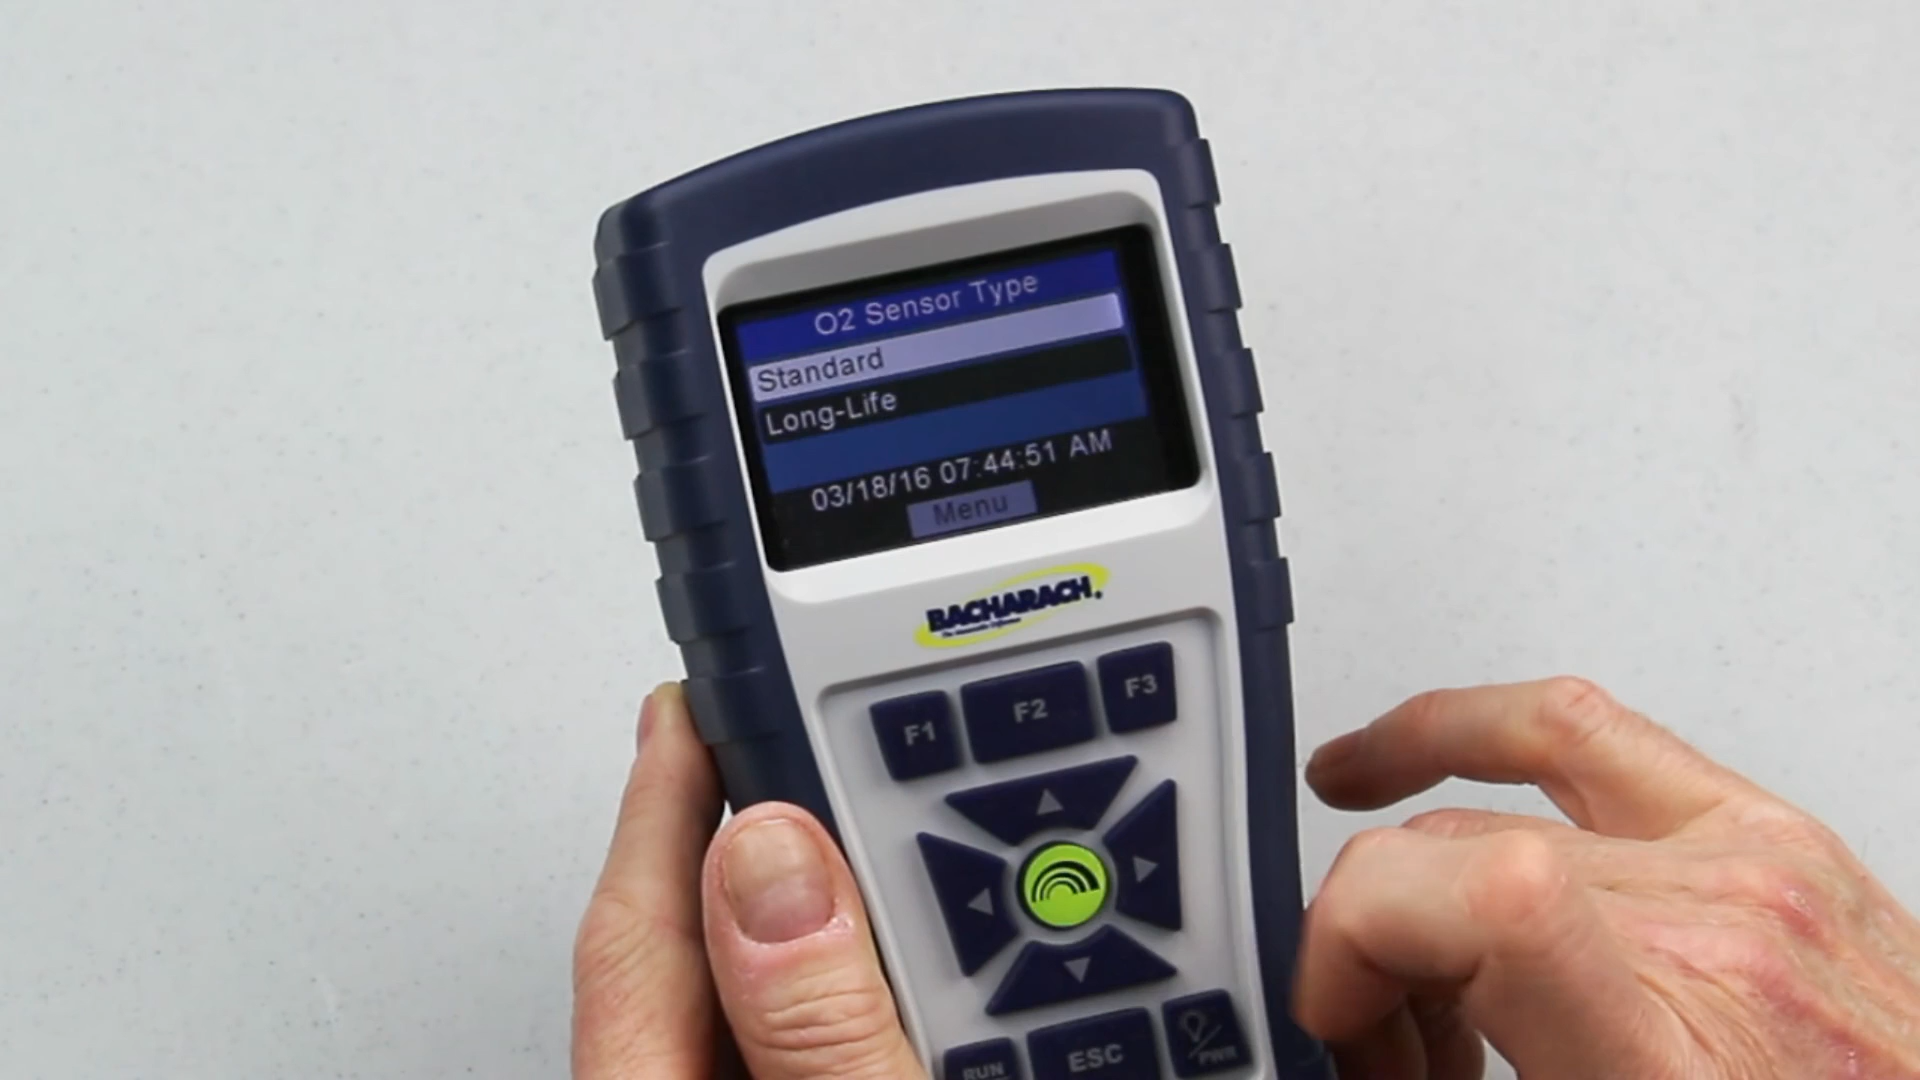 O2 Sensor Type
Standard
Long-Life
03/18/16 07:44:51 AM
Menu
BACHARACH
F1 F2 F3
RUN ESC PWR